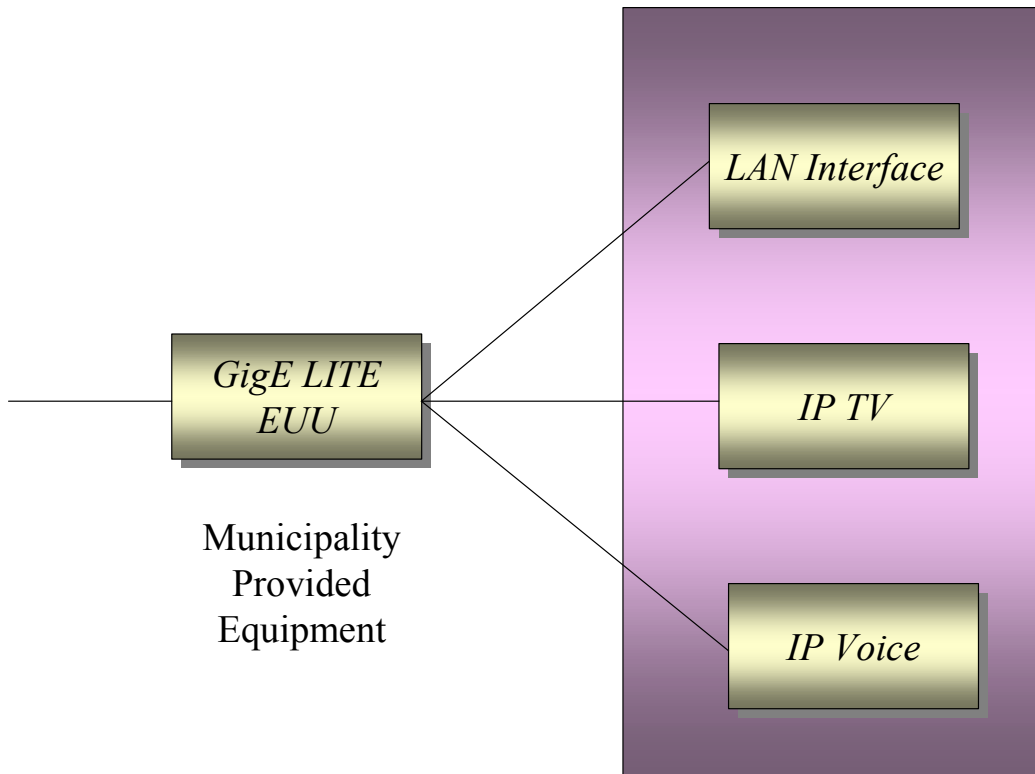 LAN Interface
GigE LITE
EUU
IP TV
Municipality
Provided
Equipment
IP Voice